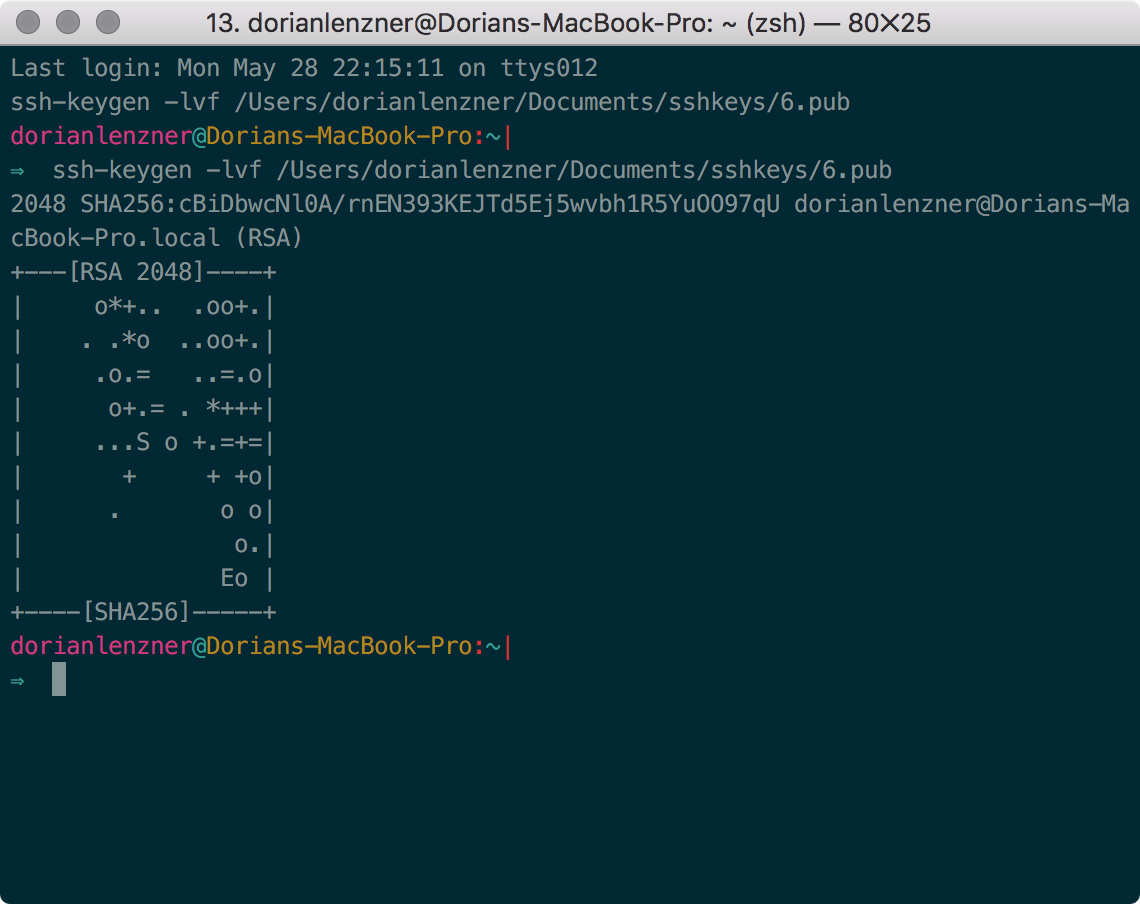 13. dorianlenzner@Dorians-MacBook-Pro: ~ (zsh) — 80×25
Last login: Mon May 28 22:15:11 on ttys012
ssh-keygen -lvf /Users/dorianlenzner/Documents/sshkeys/6.pub
dorianlenzner@Dorians-MacBook-Pro:~|
⇒  ssh-keygen -lvf /Users/dorianlenzner/Documents/sshkeys/6.pub
2048 SHA256:cBiDbwcNl0A/rnEN393KEJTd5Ej5wvbh1R5YuOO97qU dorianlenzner@Dorians-Ma
cBook-Pro.local (RSA)
+---[RSA 2048]----+
|     o*+..  .oo+.|
|    . .*o  ..oo+.|
|     .o.=   ..=.o|
|      o+.= . *+++|
|     ...S o +.=+=|
|       +     + +o|
|      .       o o|
|               o.|
|              Eo |
+----[SHA256]-----+
dorianlenzner@Dorians-MacBook-Pro:~|
⇒